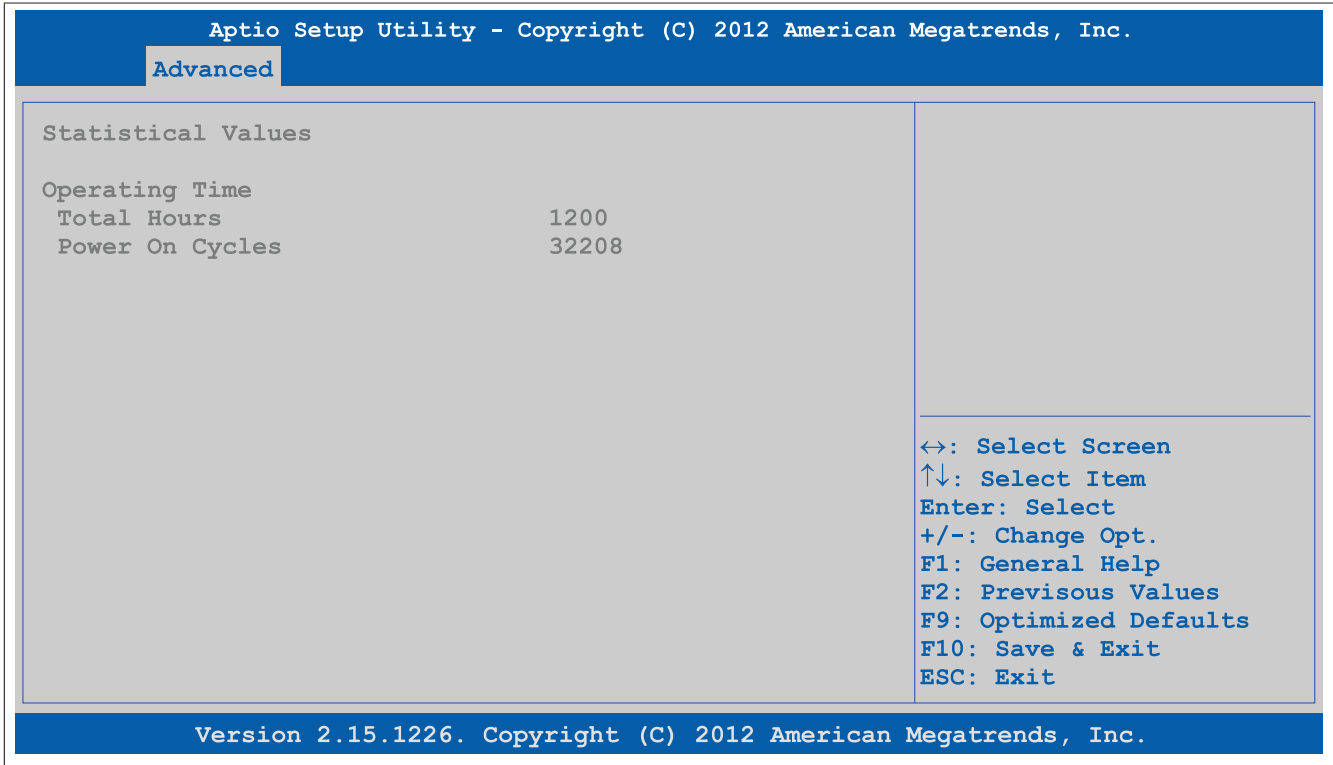 Aptio Setup Utility - Copyright (C) 2012 American Megatrends, Inc.
Advanced
Statistical Values
Operating Time
Total Hours 1200
Power On Cycles 32208
↔: Select Screen
↑↓: Select Item
Enter: Select
+/-: Change Opt.
F1: General Help
F2: Previsous Values
F9: Optimized Defaults
F10: Save & Exit
ESC: Exit
Version 2.15.1226. Copyright (C) 2012 American Megatrends, Inc.